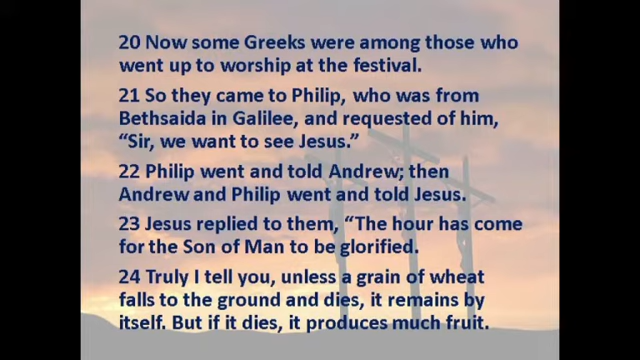 20 Now some Greeks were among those who
went up to worship at the festival.
21 So they came to Philip, who was from
Bethsaida in Galilee, and requested of him,
“Sir, we want to see Jesus.”
22 Philip went and told Andrew; then
Andrew and Philip went and told Jesus.
23 Jesus replied to them, “The hour has come
for the Son of Man to be glorified.
24 Truly I tell you, unless a grain of wheat
falls to the ground and dies, it remains by
itself. But if it dies, it produces much fruit.